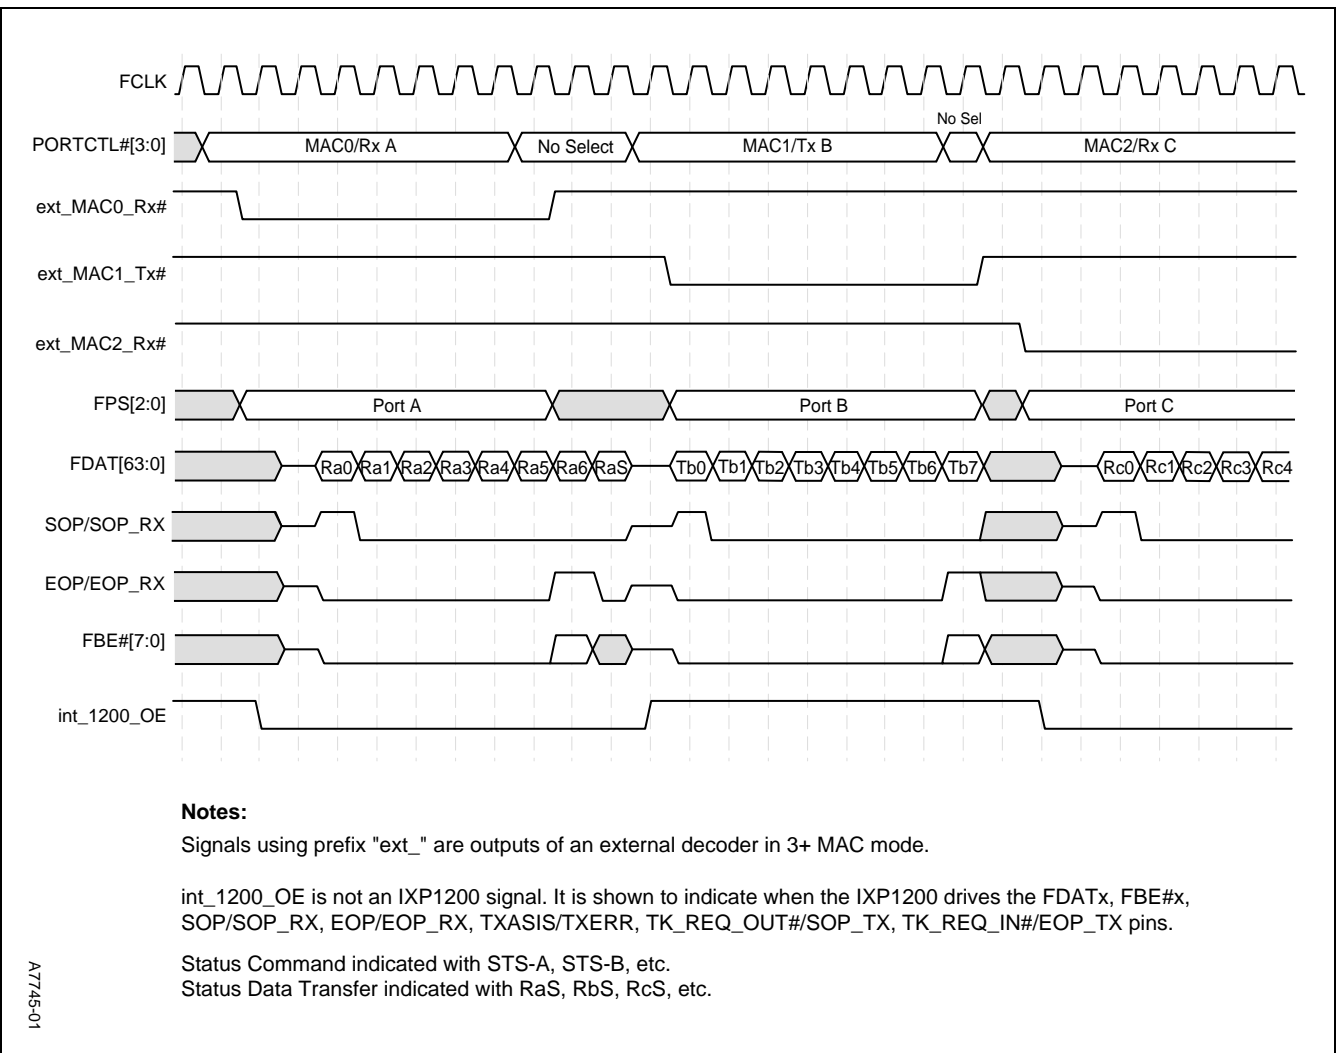 FCLK
No Sel
PORTCTL#[3:0] MAC0/Rx A No Select MAC1/Tx B MAC2/Rx C
ext_MAC0_Rx#
ext_MAC1_Tx#
ext_MAC2_Rx#
FPS[2:0] Port A Port B Port C
FDAT[63:0] Ra0 Ra1 Ra2 Ra3 Ra4 Ra5 Ra6 RaS Tb0 Tb1 Tb2 Tb3 Tb4 Tb5 Tb6 Tb7 Rc0 Rc1 Rc2 Rc3 Rc4
SOP/SOP_RX
EOP/EOP_RX
FBE#[7:0]
int_1200_OE
Notes:
Signals using prefix "ext_" are outputs of an external decoder in 3+ MAC mode.
int_1200_OE is not an IXP1200 signal. It is shown to indicate when the IXP1200 drives the FDATx, FBE#x,
SOP/SOP_RX, EOP/EOP_RX, TXASIS/TXERR, TK_REQ_OUT#/SOP_TX, TK_REQ_IN#/EOP_TX pins.
Status Command indicated with STS-A, STS-B, etc.
Status Data Transfer indicated with RaS, RbS, RcS, etc.
A7745-01